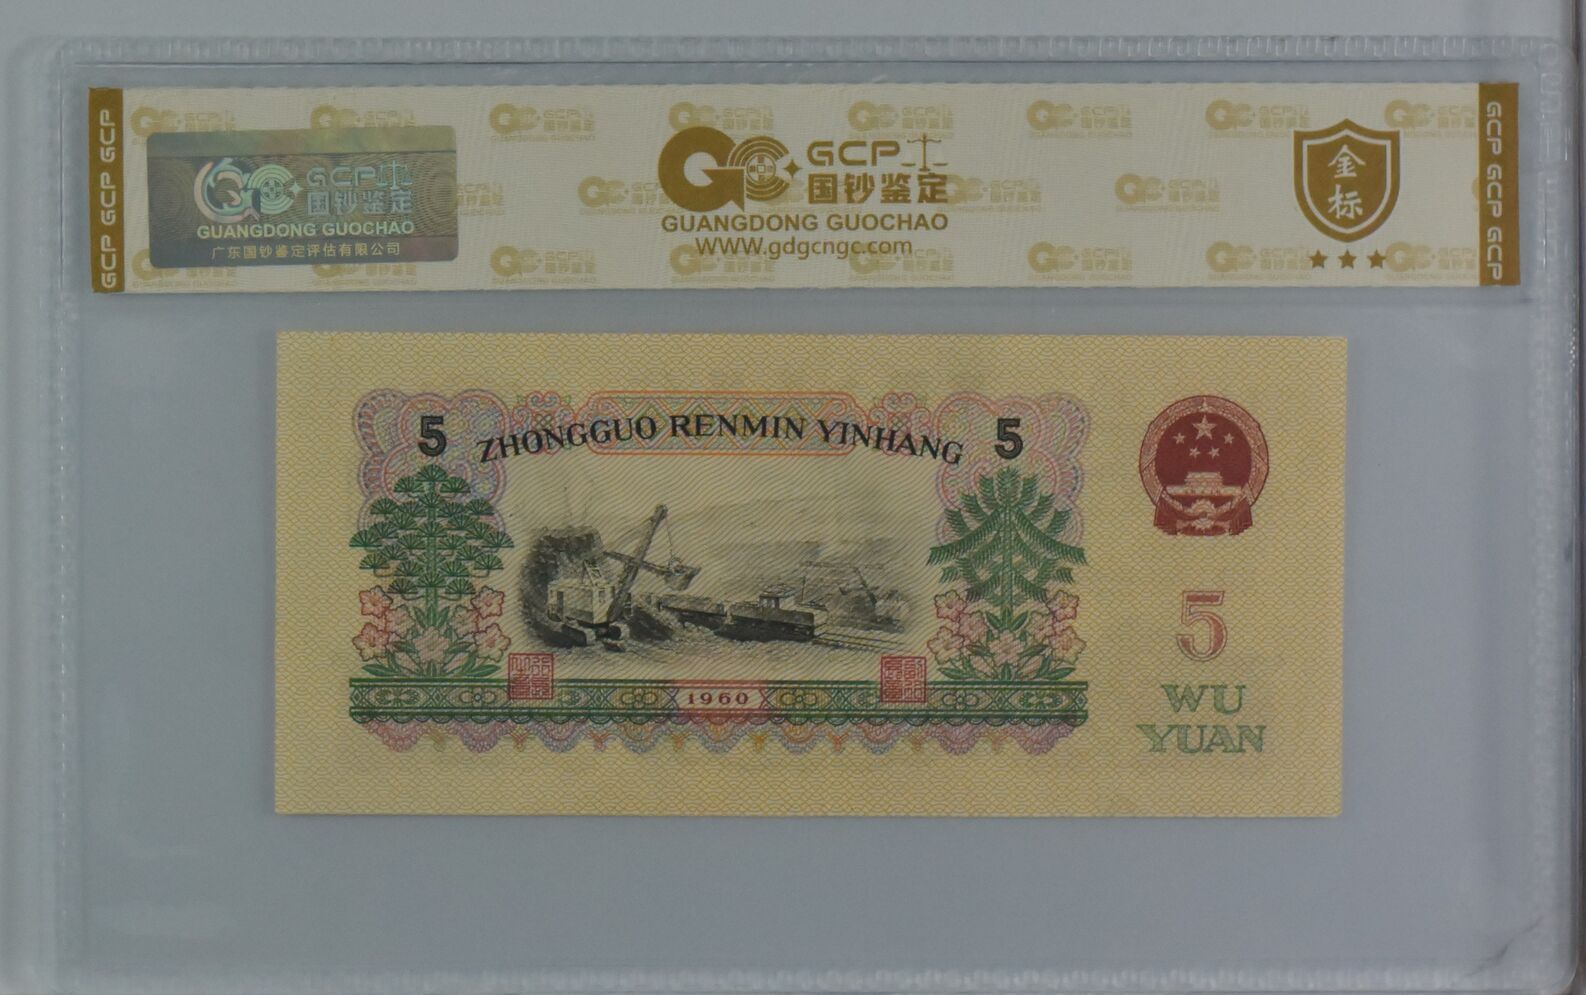 GCP GCP GCP
GCP
国钞鉴定
GUANGDONG GUOCHAO
广东国钞鉴定评估有限公司
GCP
国钞鉴定
GUANGDONG GUOCHAO
WWW.gdgcngc.com
金
标
GCP GCP GCP
5
ZHONGGUO RENMIN YINHANG
5
1960
5
WU
YUAN